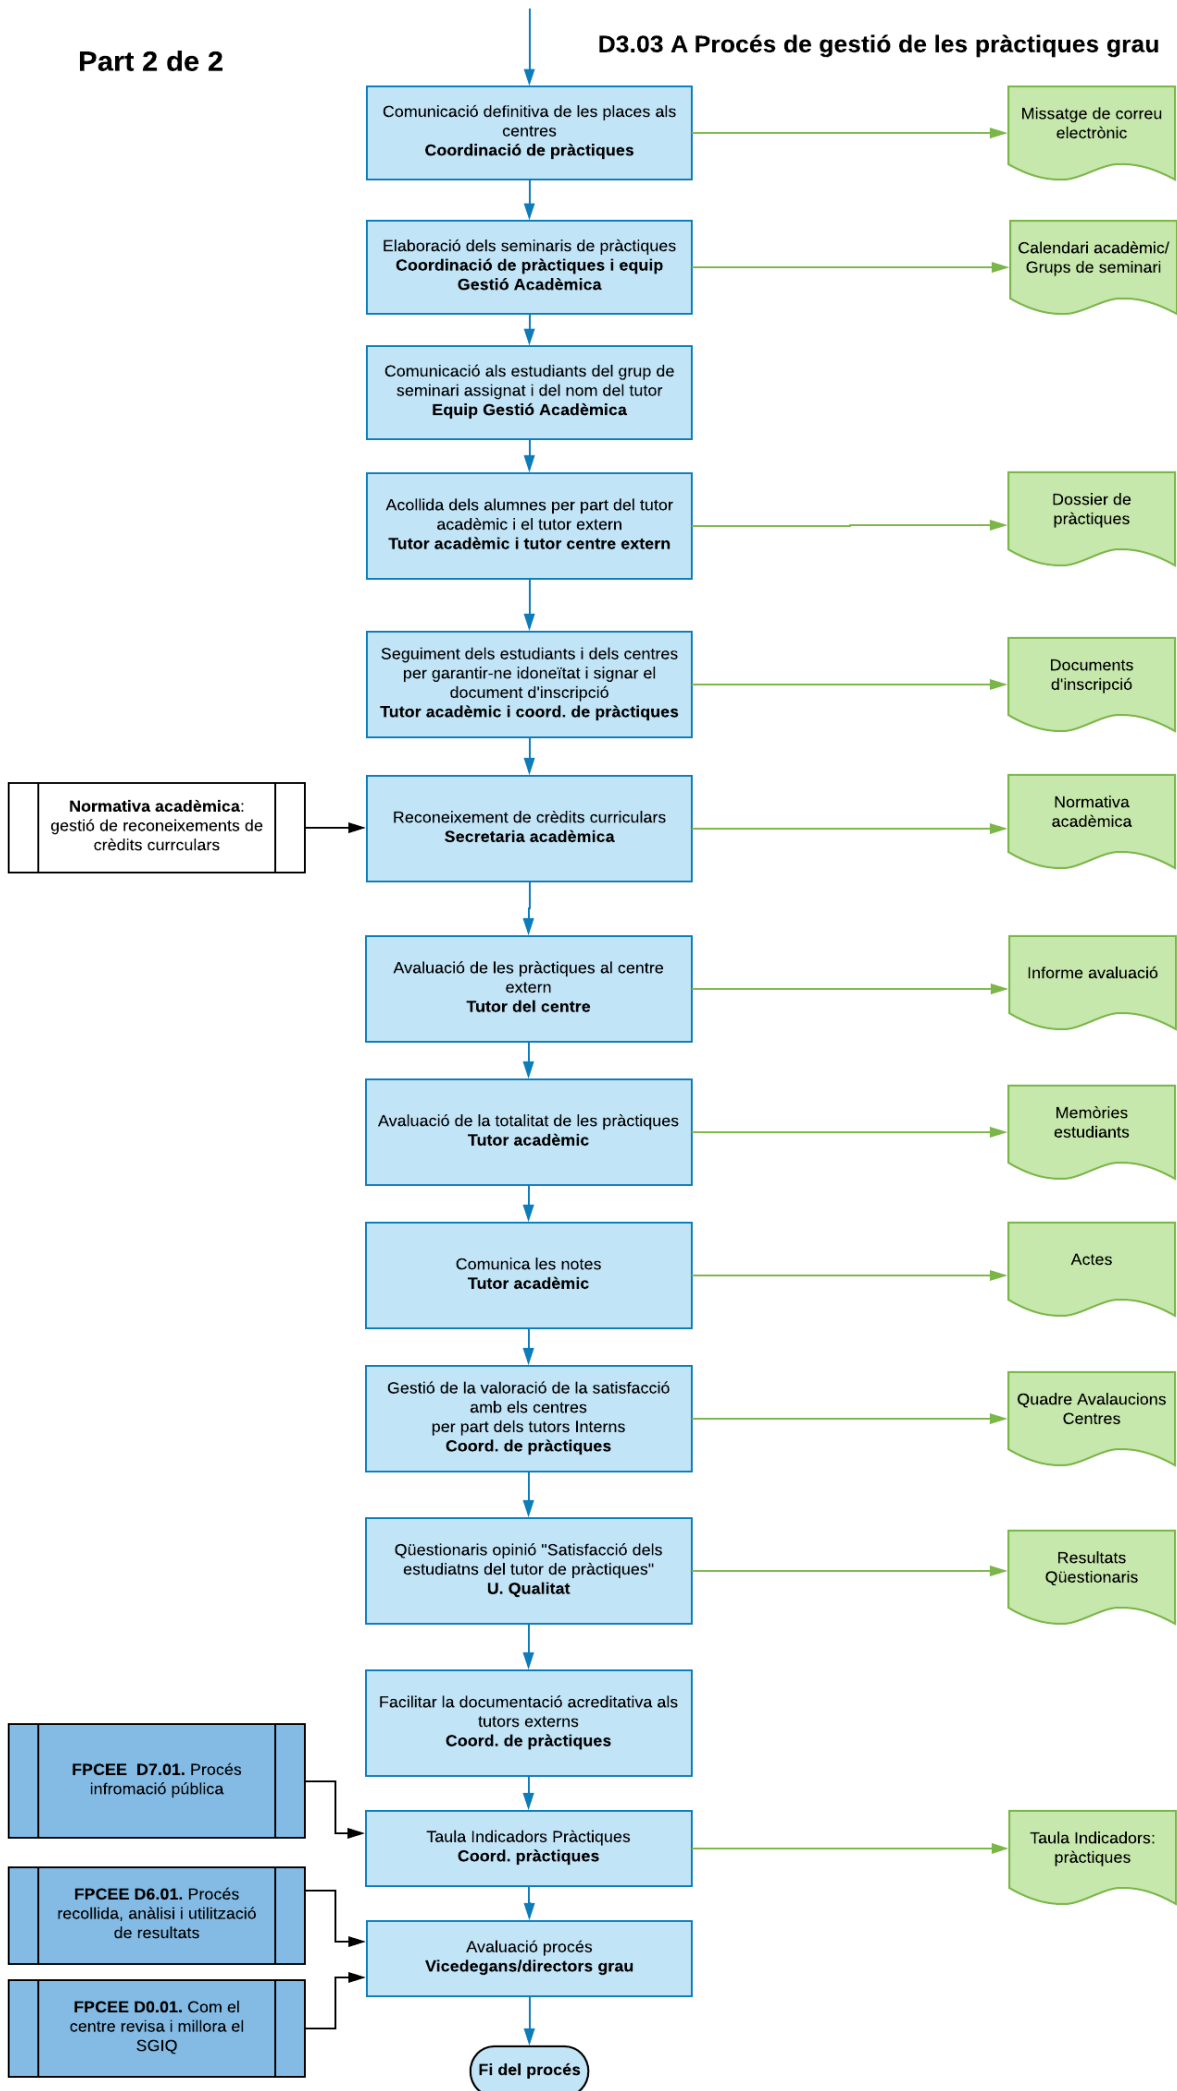 Part 2 de 2
D3.03 A Procés de gestió de les pràctiques grau
Comunicació definitiva de les places als
centres
Coordinació de pràctiques
Missatge de correu
electrònic
Elaboració dels seminaris de pràctiques
Coordinació de pràctiques i equip
Gestió Acadèmica
Calendari acadèmic/
Grups de seminari
Comunicació als estudiants del grup de
seminari assignat i del nom del tutor
Equip Gestió Acadèmica
Acollida dels alumnes per part del tutor
acadèmic i el tutor extern
Tutor acadèmic i tutor centre extern
Dossier de
pràctiques
Seguiment dels estudiants i dels centres
per garantir-ne idoneïtat i signar el
document d'inscripció
Tutor acadèmic i coord. de pràctiques
Documents
d'inscripció
Normativa acadèmica:
gestió de reconeixements de
crèdits currculars
Reconeixement de crèdits curriculars
Secretaria acadèmica
Normativa
acadèmica
Avaluació de les pràctiques al centre
extern
Tutor del centre
Informe avaluació
Avaluació de la totalitat de les pràctiques
Tutor acadèmic
Memòries
estudiants
Comunica les notes
Tutor acadèmic
Actes
Gestió de la valoració de la satisfacció
amb els centres
per part dels tutors Interns
Coord. de pràctiques
Quadre Avalaucions
Centres
Qüestionaris opinió "Satisfacció dels
estudiatns del tutor de pràctiques"
U. Qualitat
Resultats
Qüestionaris
Facilitar la documentació acreditativa als
tutors externs
Coord. de pràctiques
FPCEE D7.01. Procés
infromació pública
Taula Indicadors Pràctiques
Coord. pràctiques
Taula Indicadors:
pràctiques
FPCEE D6.01. Procés
recollida, anàlisi i utilització
de resultats
Avaluació procés
Vicedegans/directors grau
FPCEE D0.01. Com el
centre revisa i millora el
SGIQ
Fi del procés